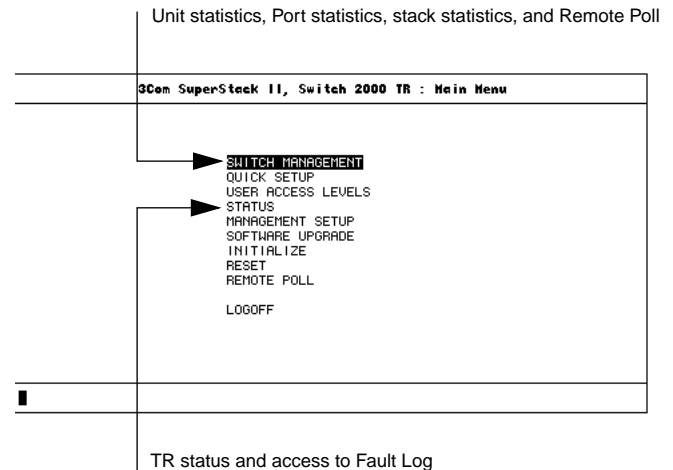 Unit statistics, Port statistics, stack statistics, and Remote Poll
3Com SuperStack II, Switch 2000 TR : Main Menu
SWITCH MANAGEMENT
QUICK SETUP
USER ACCESS LEVELS
STATUS
MANAGEMENT SETUP
SOFTWARE UPGRADE
INITIALIZE
RESET
REMOTE POLL
LOGOFF
TR status and access to Fault Log